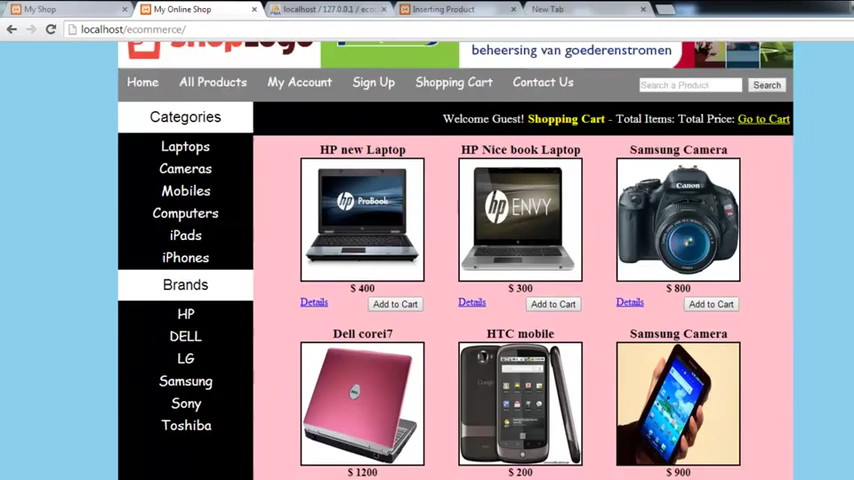 My Shop
My Online Shop
localhost / 127.0.0.1 / eco
Inserting Product
New Tab
localhost/ecommerce/
beheersing van goederenstromen
Home All Products My Account Sign Up Shopping Cart Contact Us
Search a Product
Search
Welcome Guest! Shopping Cart - Total Items: Total Price: Go to Cart
Categories
Laptops
Cameras
Mobiles
Computers
iPads
iPhones
Brands
HP
DELL
LG
Samsung
Sony
Toshiba
HP new Laptop
hp ProBook
$ 400
Details Add to Cart
HP Nice book Laptop
hp ENVY
$ 300
Details Add to Cart
Samsung Camera
Canon
$ 800
Details Add to Cart
Dell corei7
$ 1200
HTC mobile
Google
$ 200
Samsung Camera
$ 900